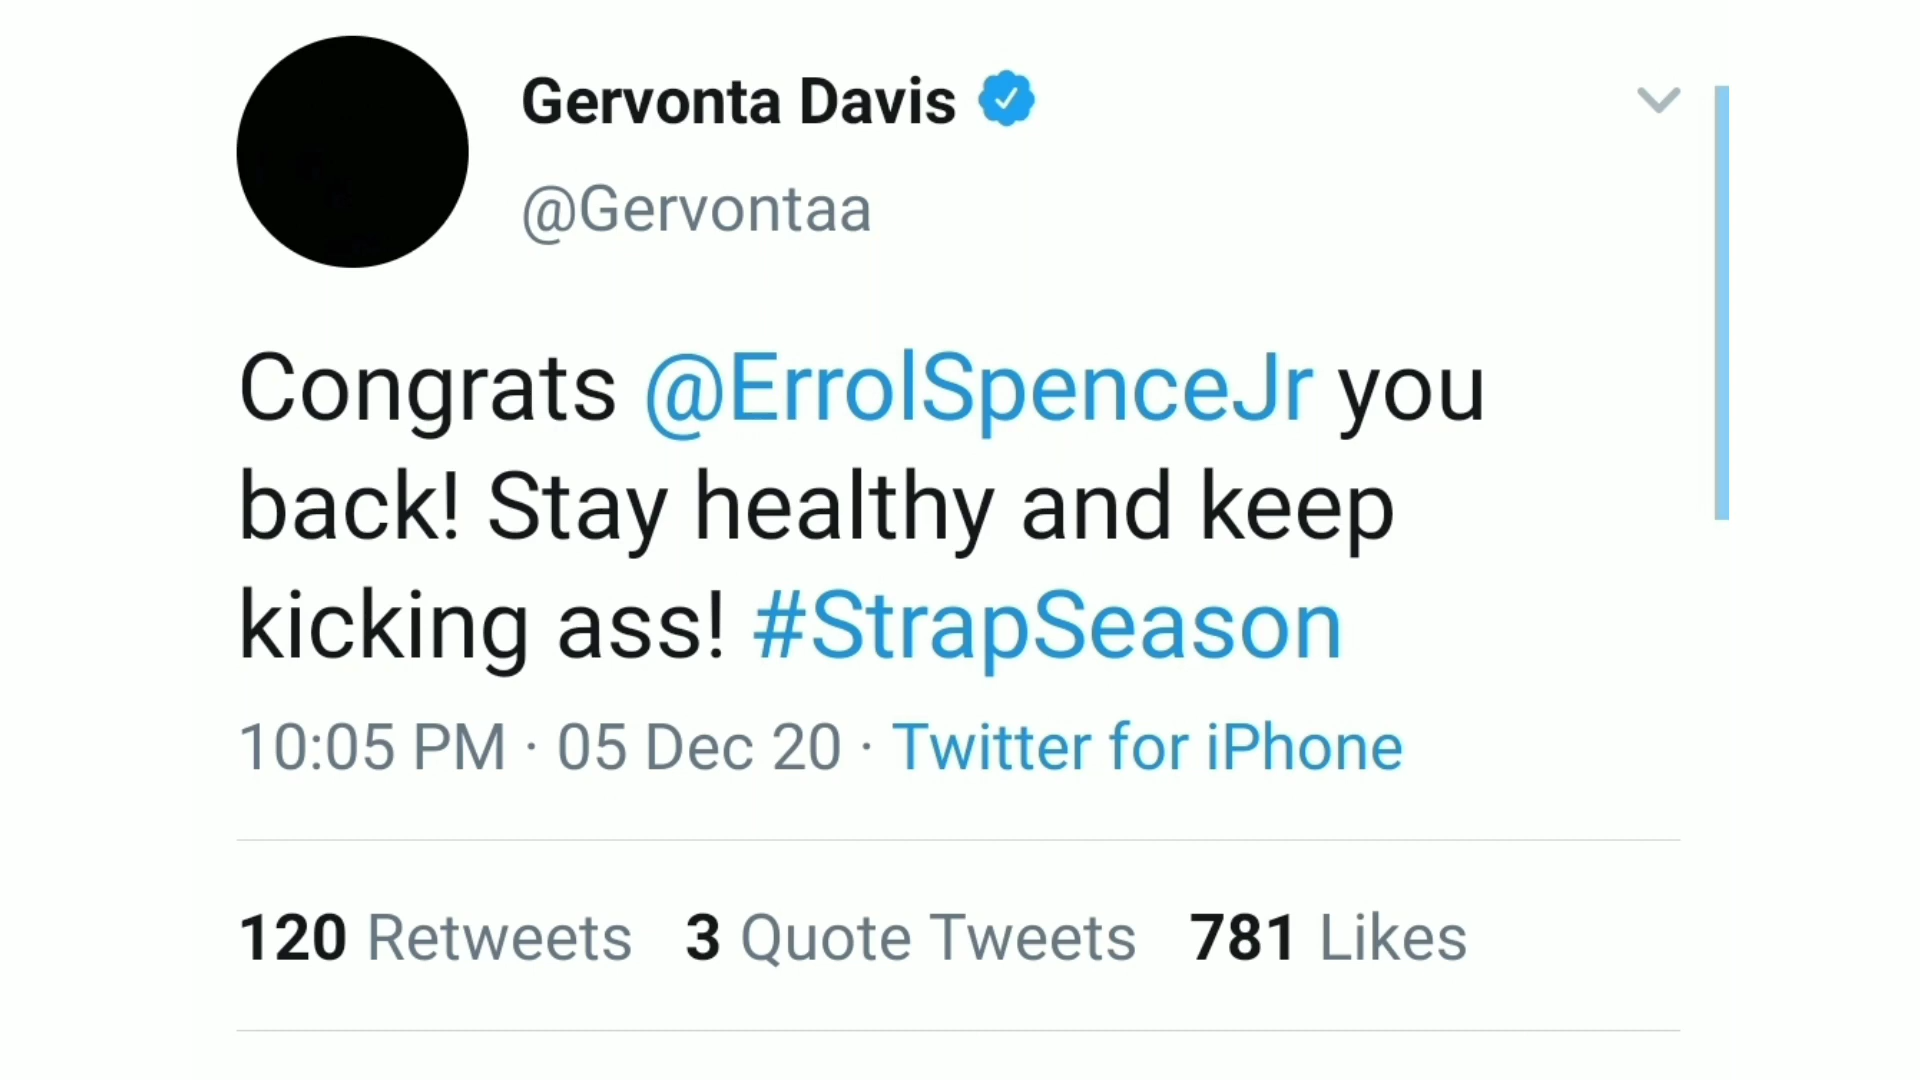 Gervonta Davis
@Gervontaa
Congrats @ErrolSpenceJr you
back! Stay healthy and keep
kicking ass! #StrapSeason
10:05 PM · 05 Dec 20 · Twitter for iPhone
120 Retweets 3 Quote Tweets 781 Likes